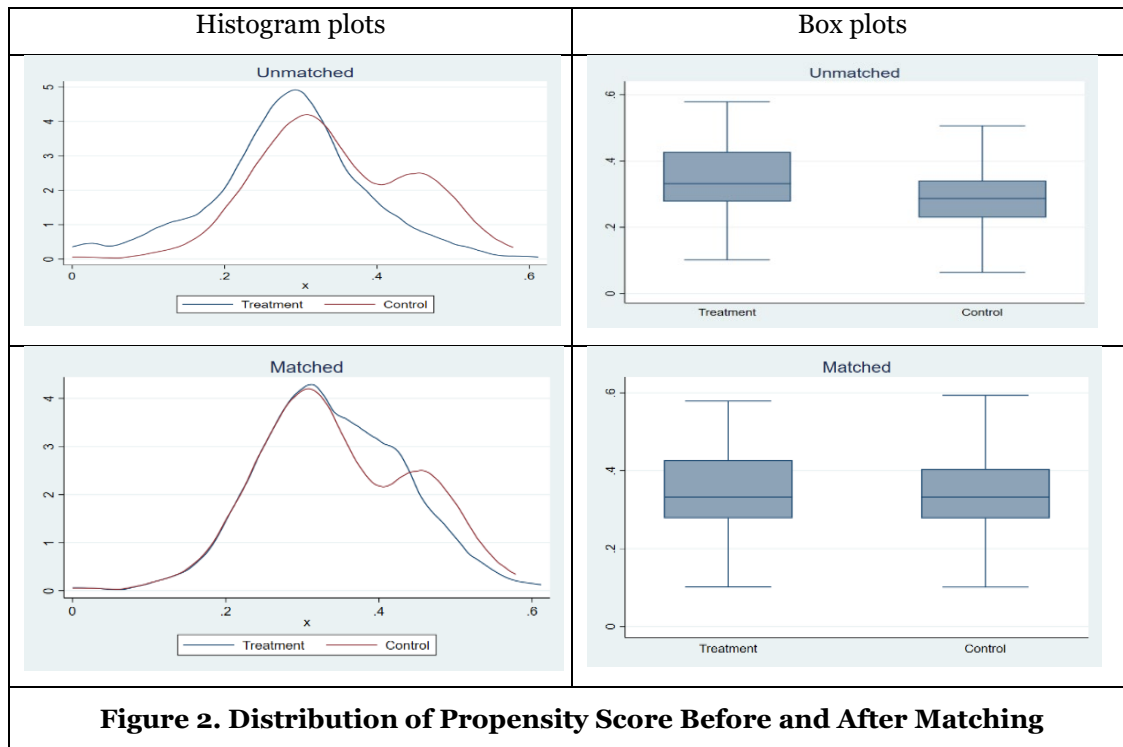 Histogram plots
Box plots
Unmatched
5
4
3
2
1
0
0 .2 .4 .6
x
Treatment Control
Unmatched
.6
.4
.2
0
Treatment Control
Matched
4
3
2
1
0
0 .2 .4 .6
x
Treatment Control
Matched
.6
.4
.2
0
Treatment Control
Figure 2. Distribution of Propensity Score Before and After Matching